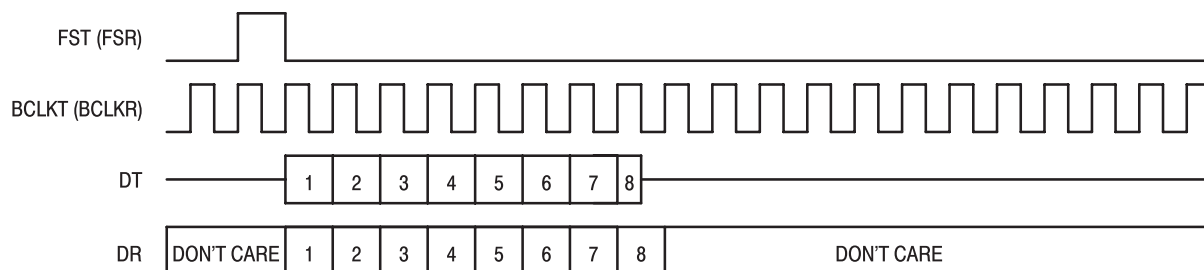 FST (FSR)
BCLKT (BCLKR)
DT 1 2 3 4 5 6 7 8
DR DON'T CARE 1 2 3 4 5 6 7 8 DON'T CARE